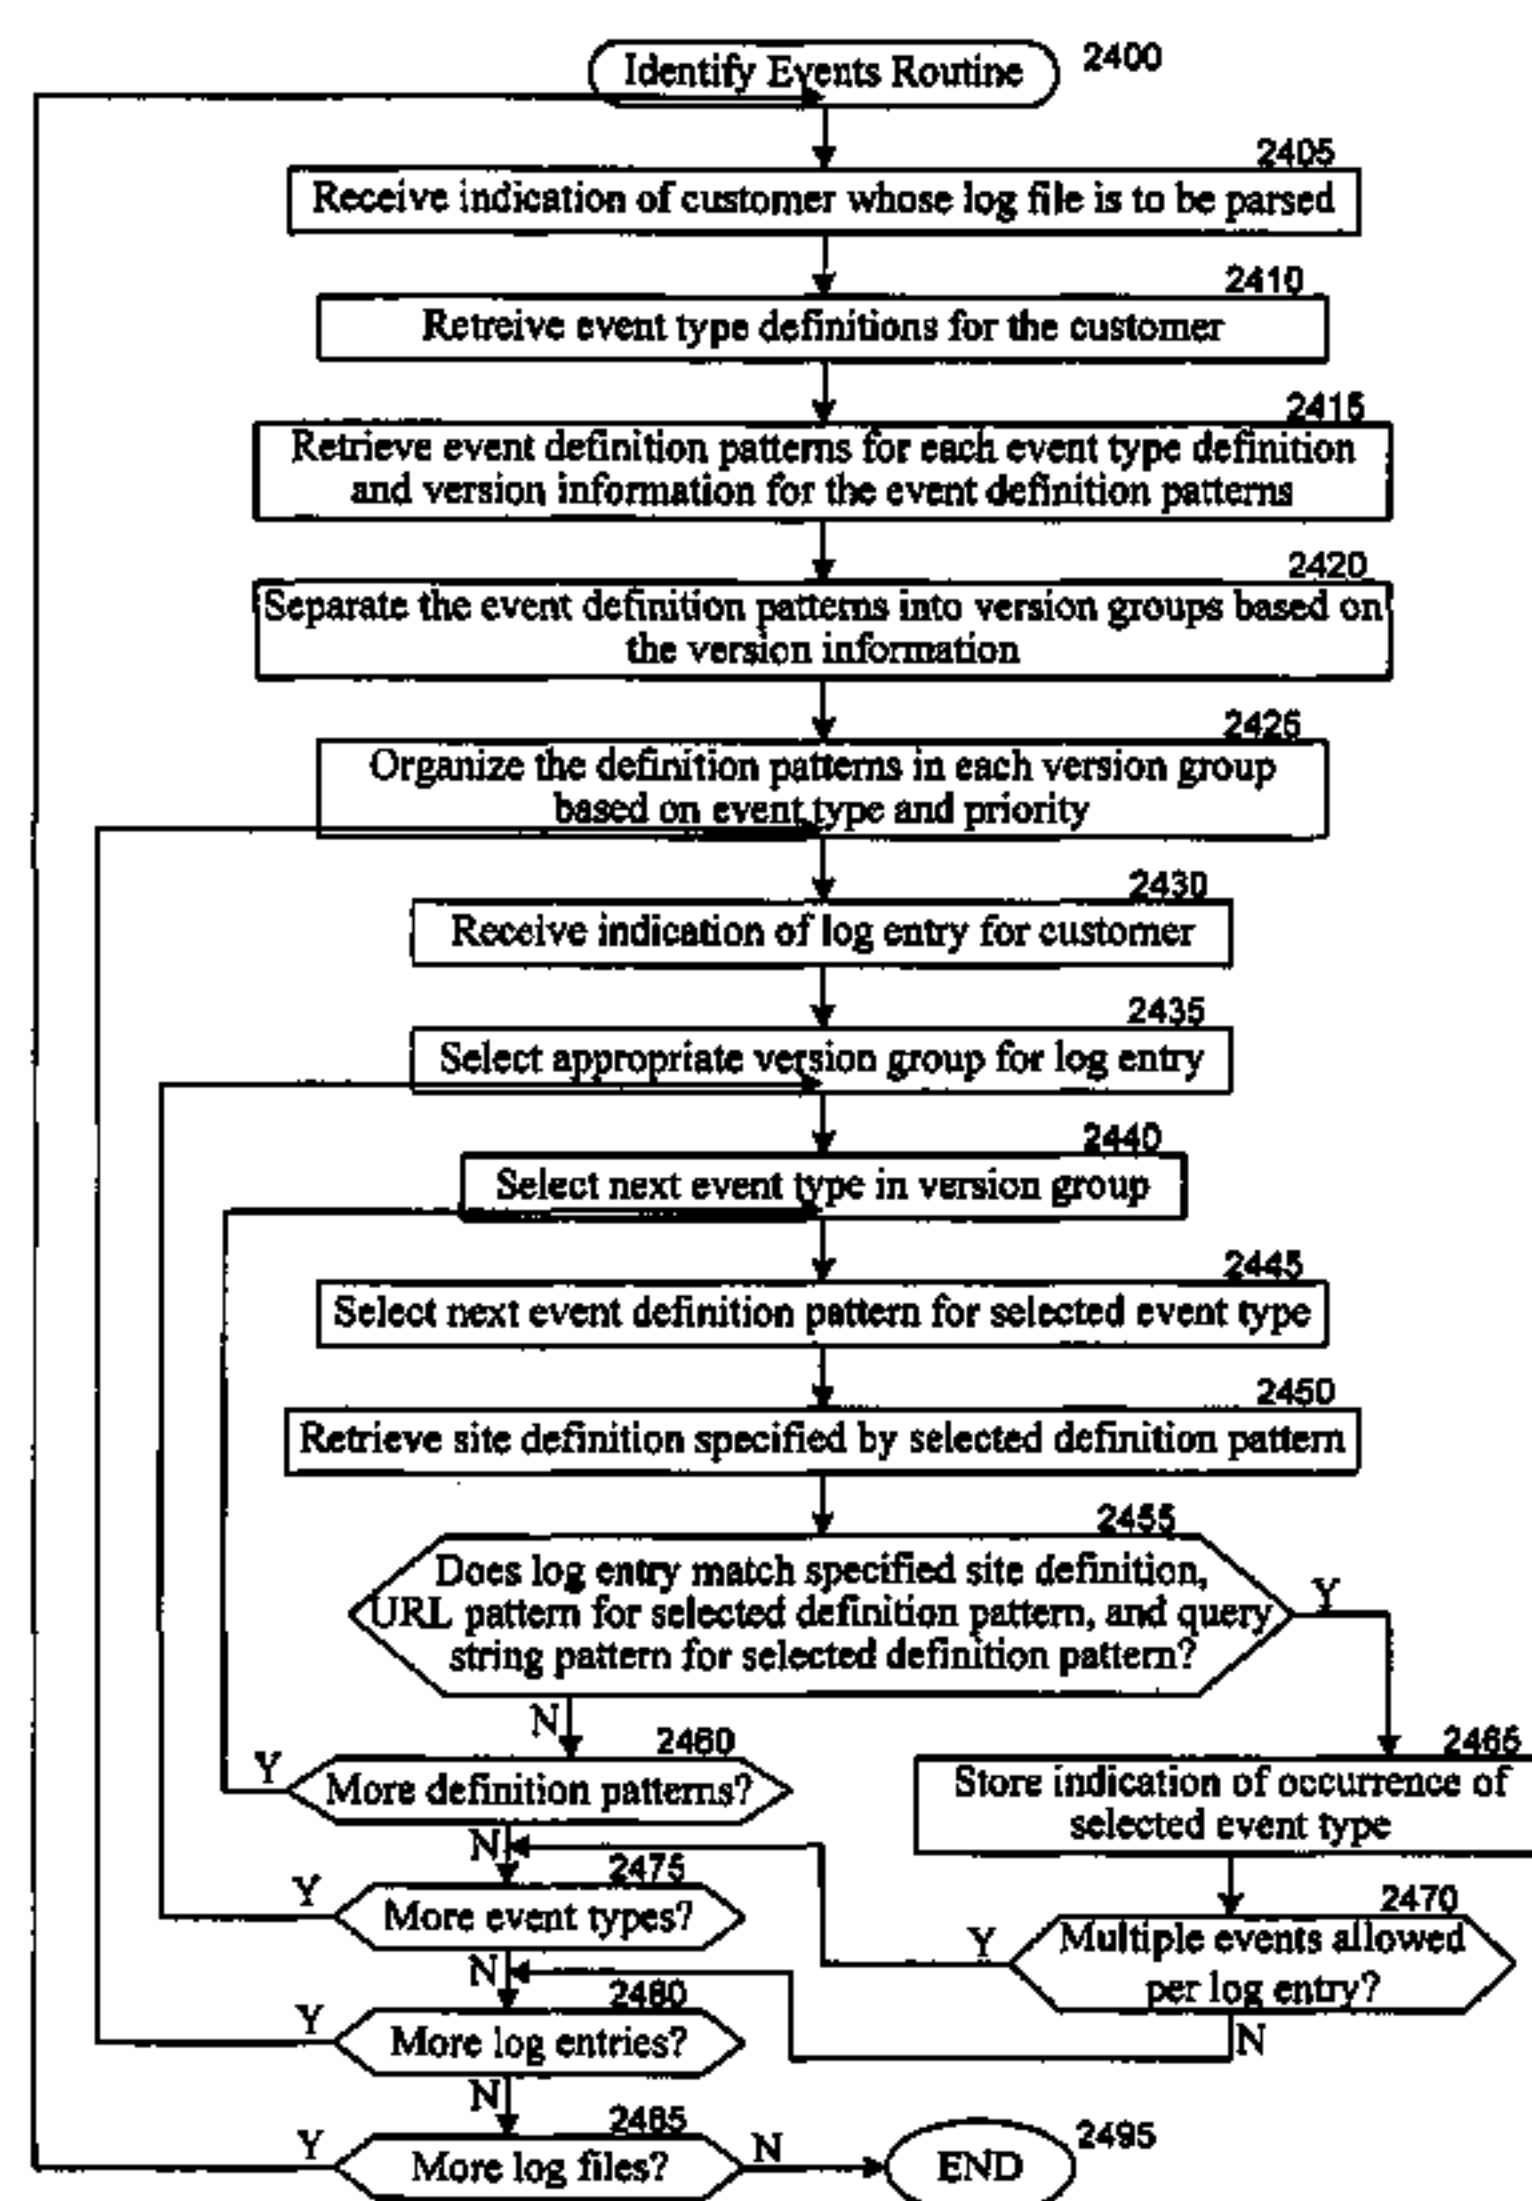 Identify Events Routine
2400
2405
Receive indication of customer whose log file is to be parsed
2410
Retreive event type definitions for the customer
2415
Retrieve event definition patterns for each event type definition
and version information for the event definition patterns
2420
Separate the event definition patterns into version groups based on
the version information
2425
Organize the definition patterns in each version group
based on event type and priority
2430
Receive indication of log entry for customer
2435
Select appropriate version group for log entry
2440
Select next event type in version group
2445
Select next event definition pattern for selected event type
2450
Retrieve site definition specified by selected definition pattern
2455
Does log entry match specified site definition,
URL pattern for selected definition pattern, and query
string pattern for selected definition pattern?
Y
N
2460
Y
More definition patterns?
2465
Store indication of occurrence of
selected event type
N
2475
Y
More event types?
2470
Y
Multiple events allowed
per log entry?
N
N
2480
Y
More log entries?
N
2485
Y
More log files?
N
END
2495